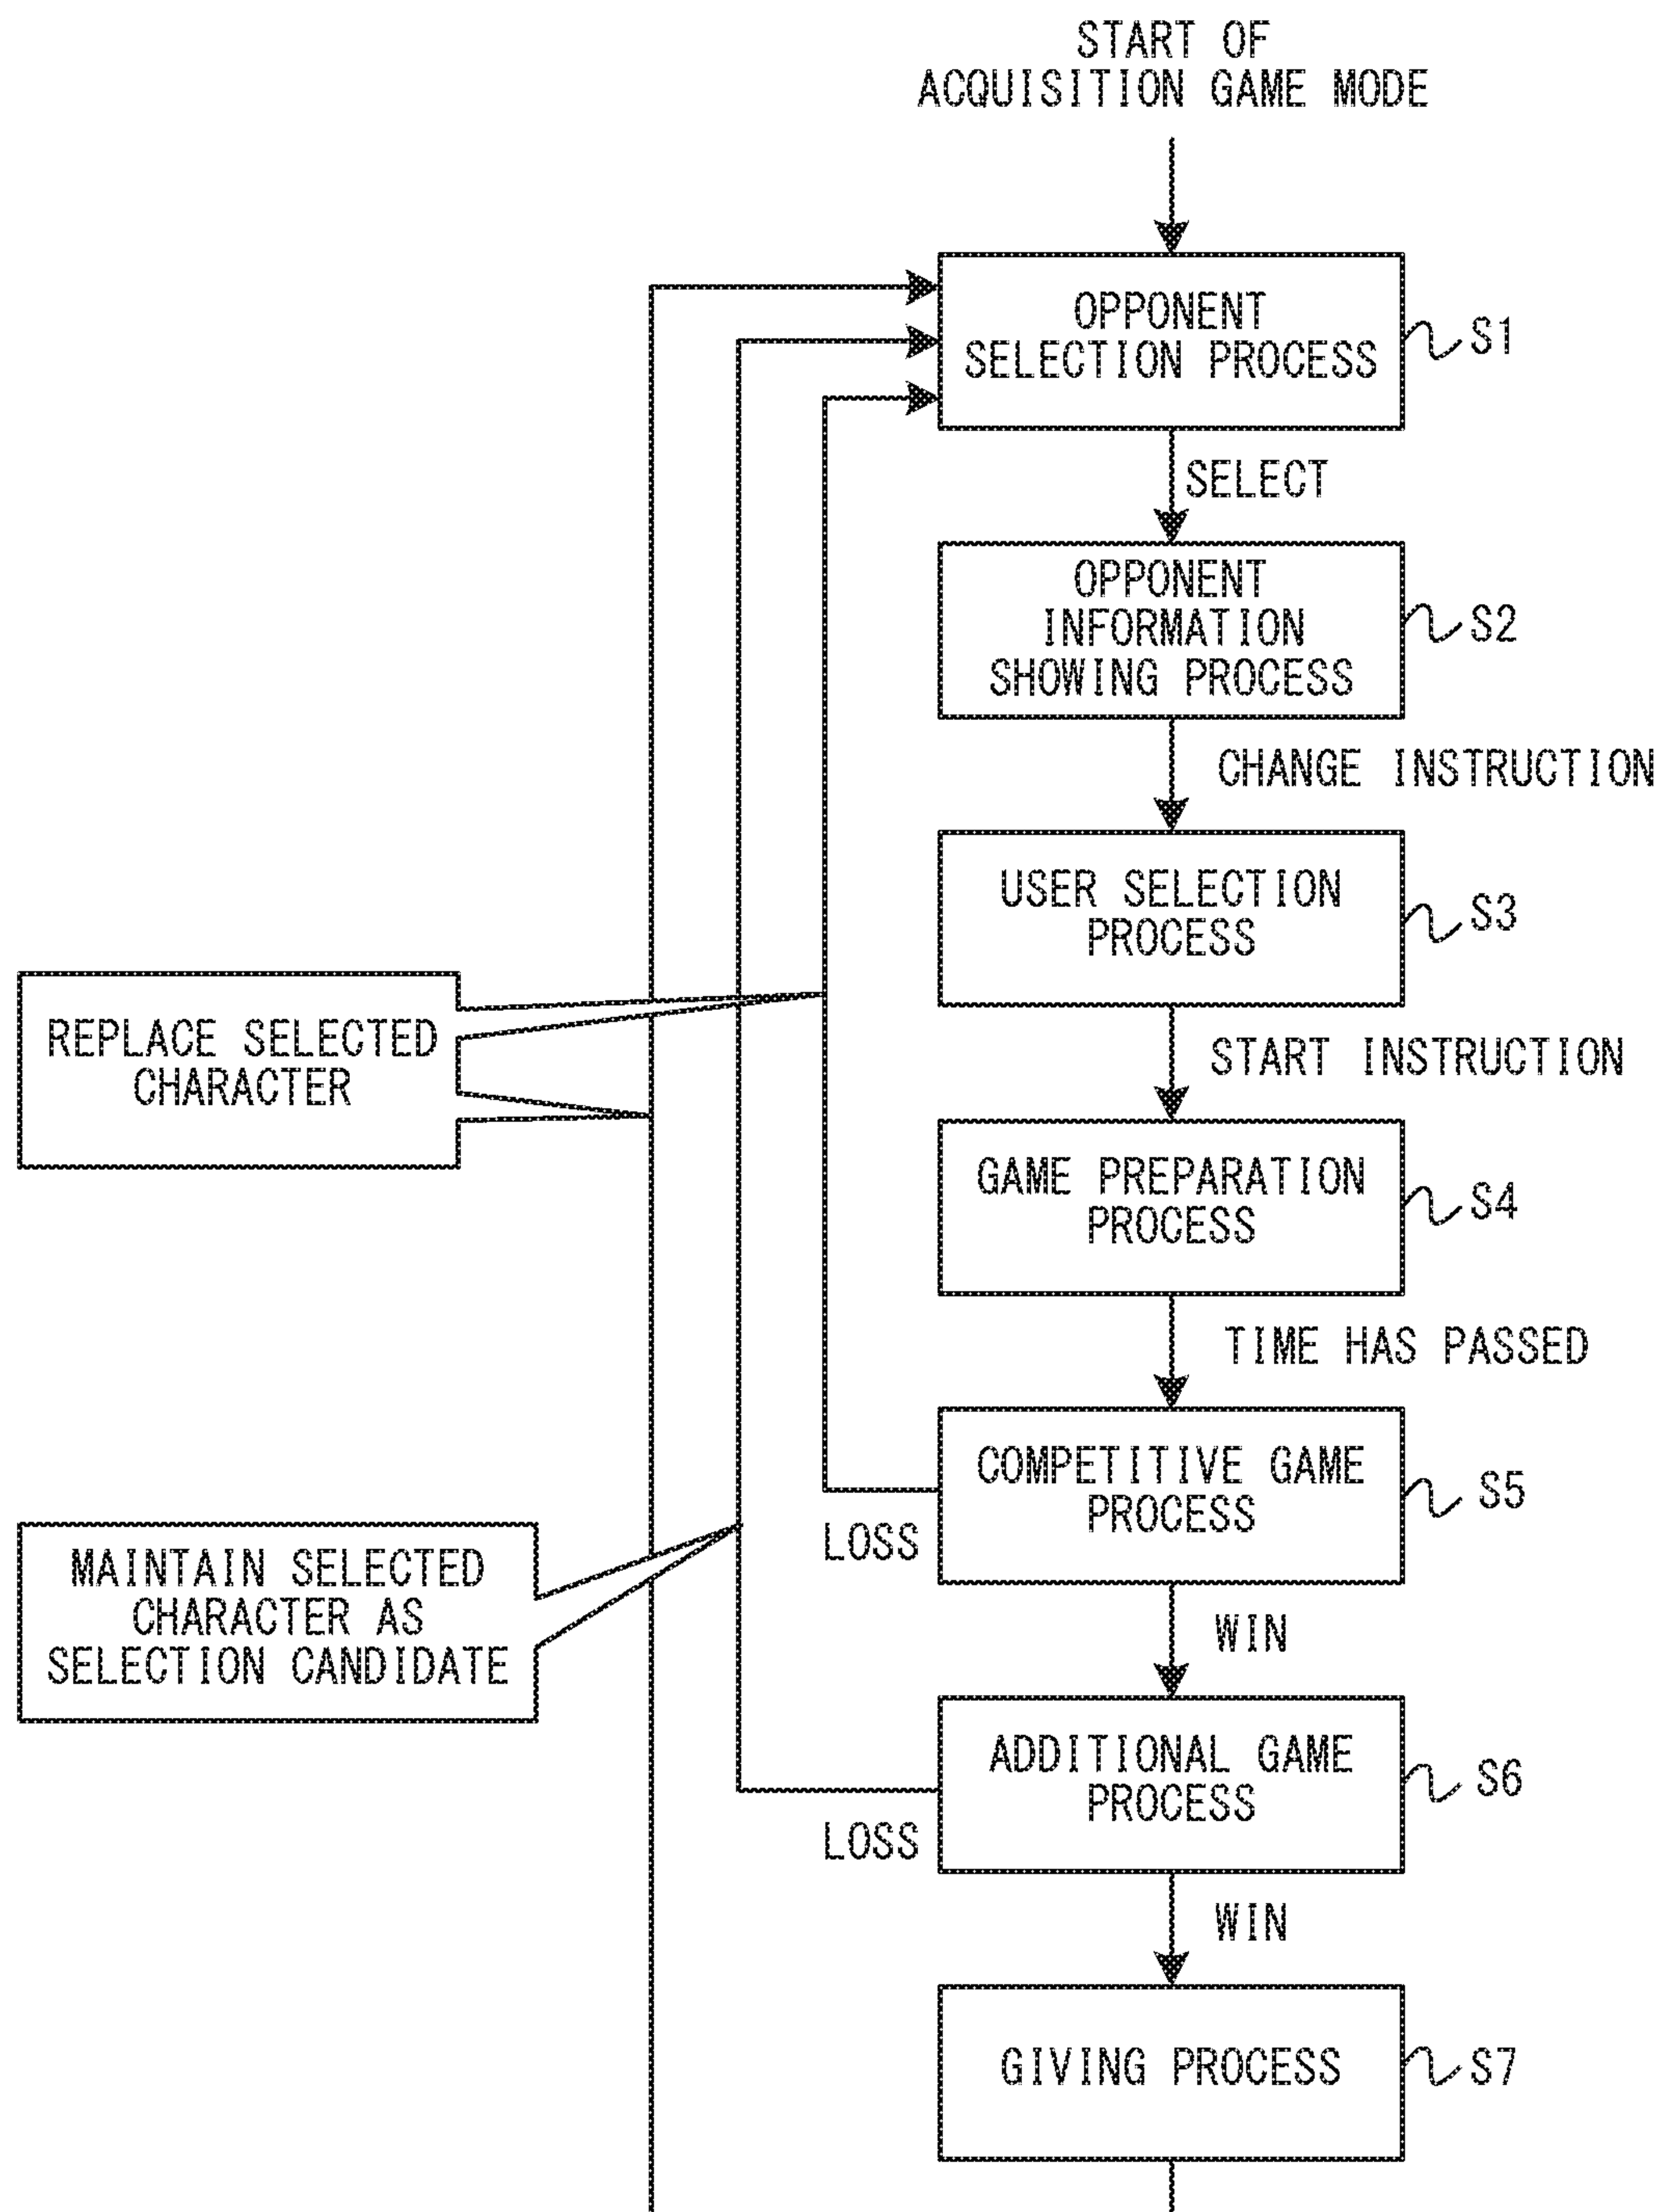 START OF
ACQUISITION GAME MODE
OPPONENT
SELECTION PROCESS
S1
SELECT
OPPONENT
INFORMATION
SHOWING PROCESS
S2
CHANGE INSTRUCTION
USER SELECTION
PROCESS
S3
REPLACE SELECTED
CHARACTER
START INSTRUCTION
GAME PREPARATION
PROCESS
S4
TIME HAS PASSED
COMPETITIVE GAME
PROCESS
S5
LOSS
MAINTAIN SELECTED
CHARACTER AS
SELECTION CANDIDATE
WIN
ADDITIONAL GAME
PROCESS
S6
LOSS
WIN
GIVING PROCESS
S7